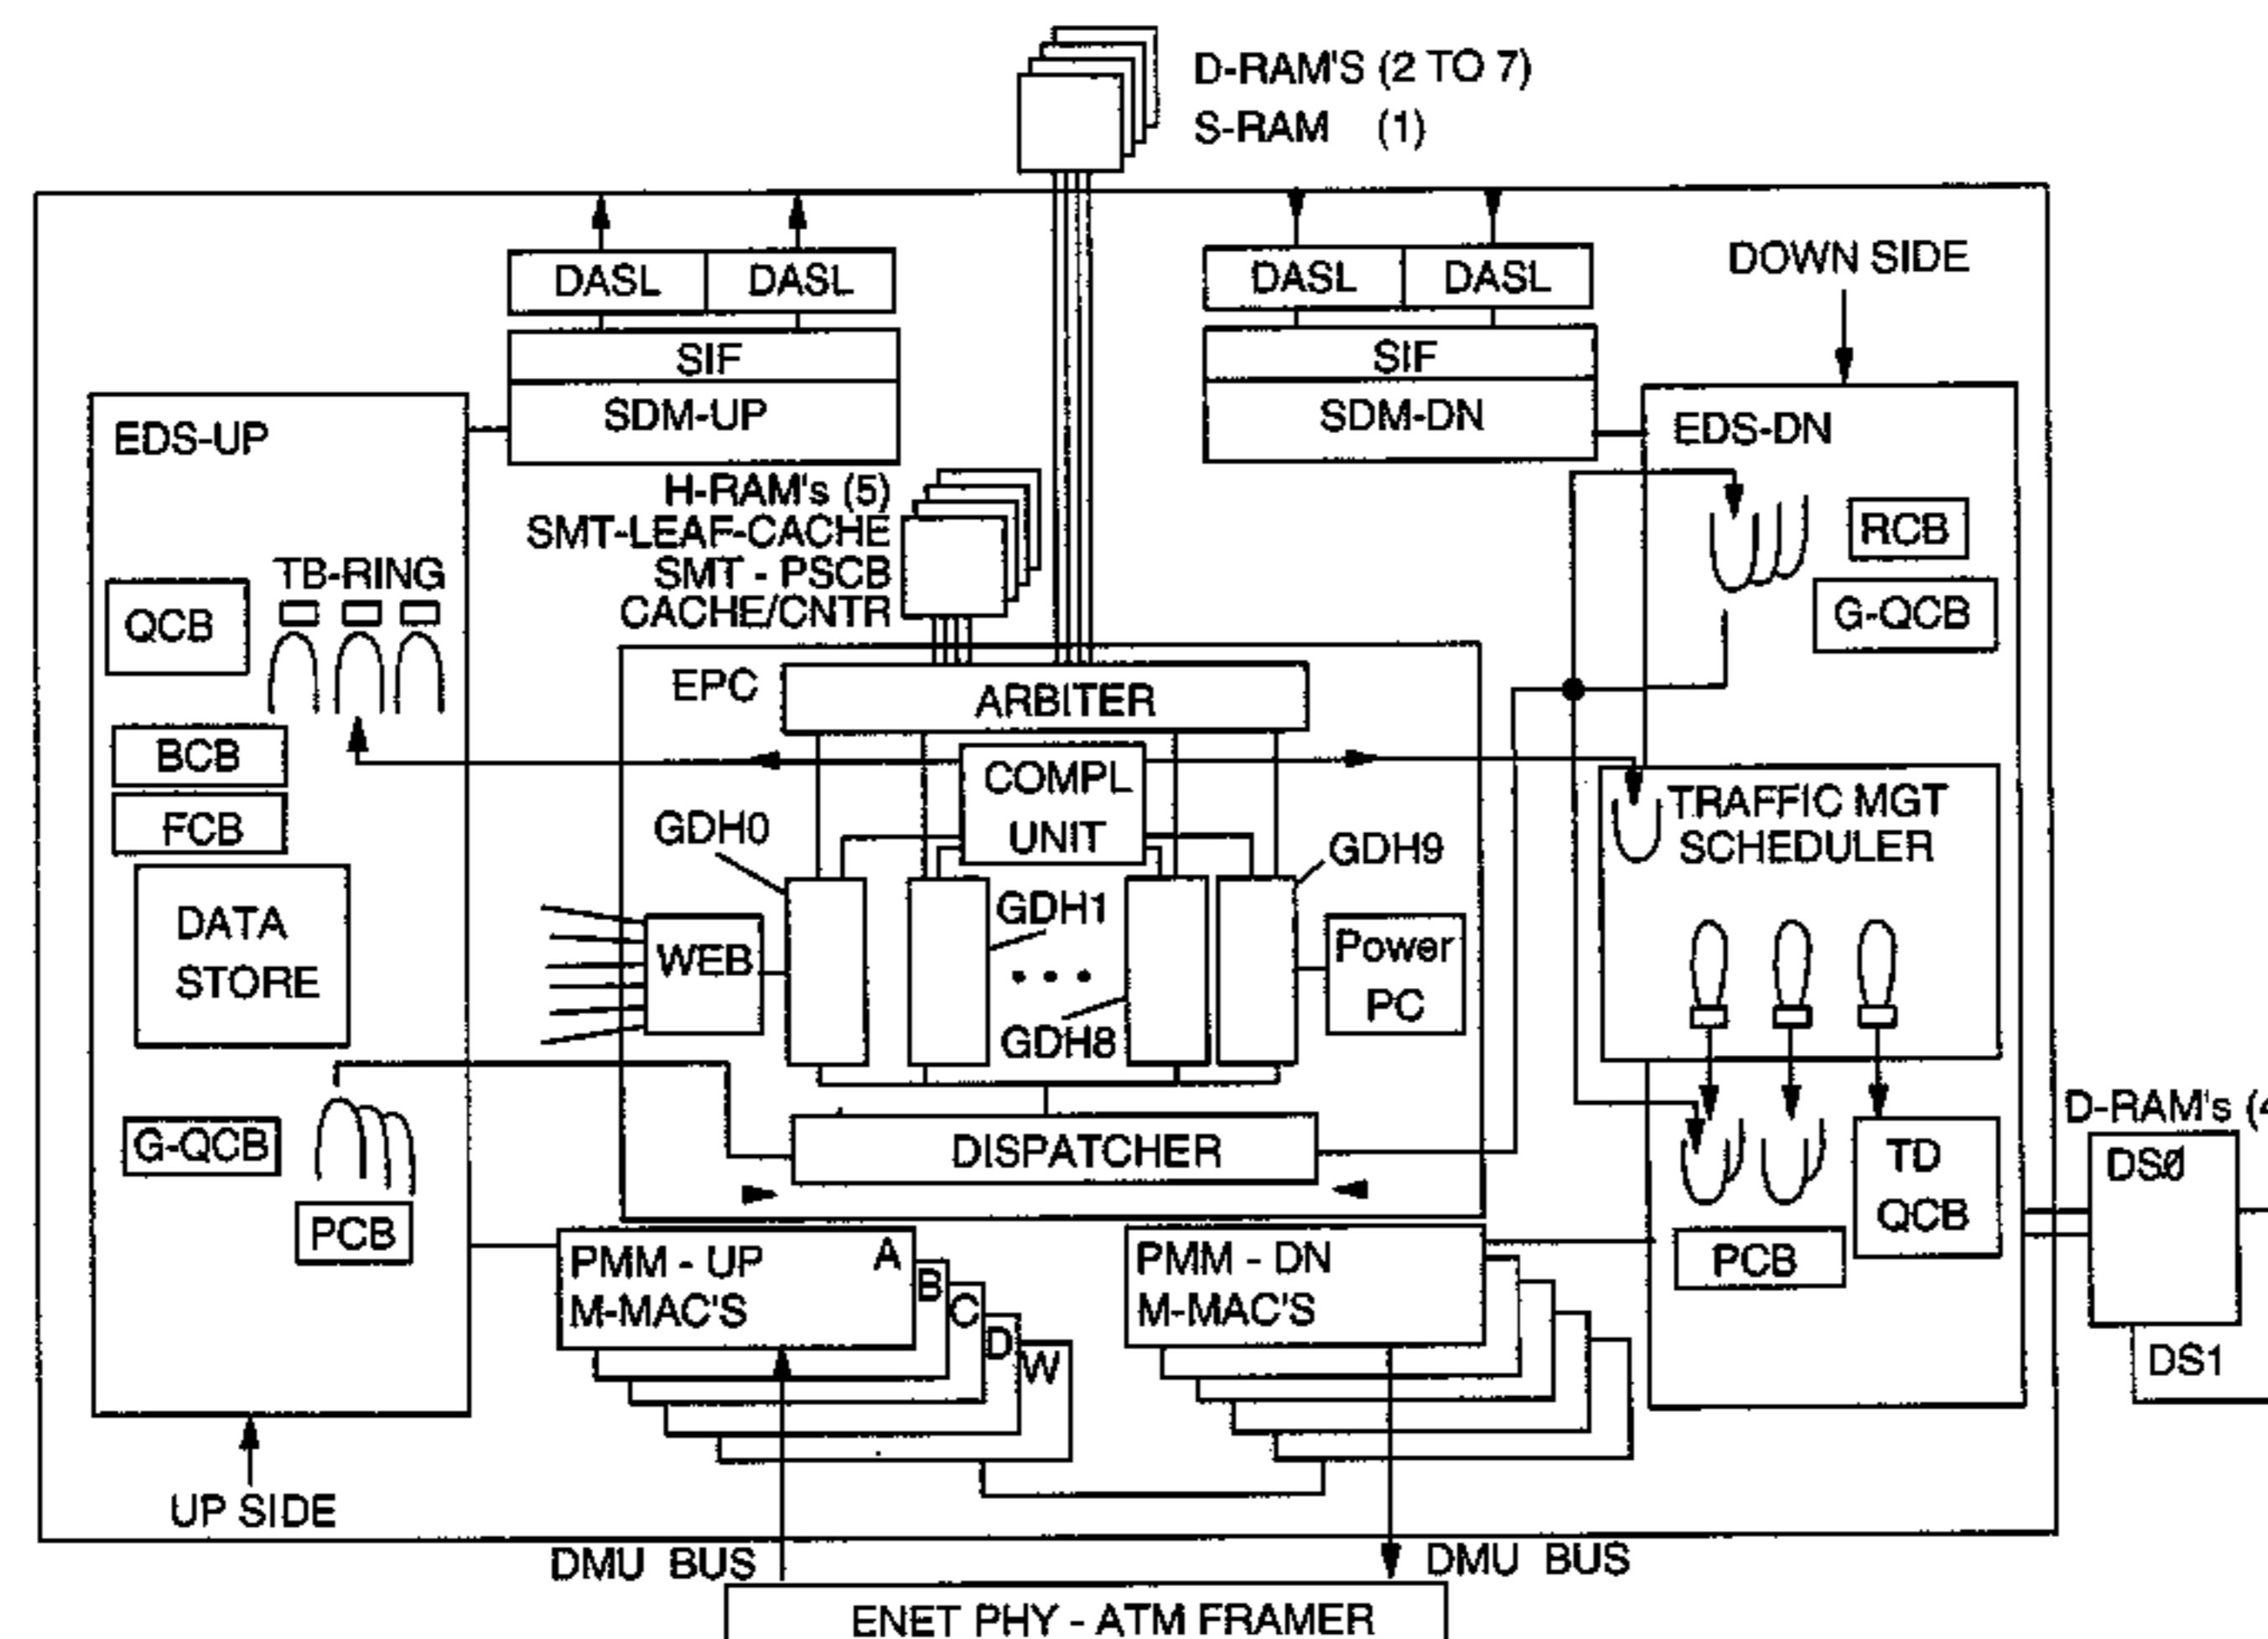 D-RAM'S (2 TO 7)
S-RAM (1)
DASL
DASL
DASL
DASL
DOWN SIDE
SIF
SDM-UP
SIF
SDM-DN
EDS-UP
EDS-DN
H-RAM's (5)
SMT-LEAF-CACHE
SMT - PSCB
CACHE/CNTR
TB-RING
QCB
RCB
G-QCB
EPC
ARBITER
BCB
FCB
COMPL
UNIT
TRAFFIC MGT
SCHEDULER
GDH0
GDH9
DATA
STORE
GDH1
WEB
• • •
Power
PC
GDH8
G-QCB
DISPATCHER
PCB
TD
QCB
PCB
D-RAM's (4
DSØ
DS1
PMM - UP
M-MAC'S
A
B
C
D
W
PMM - DN
M-MAC'S
UP SIDE
DMU BUS
DMU BUS
ENET PHY - ATM FRAMER